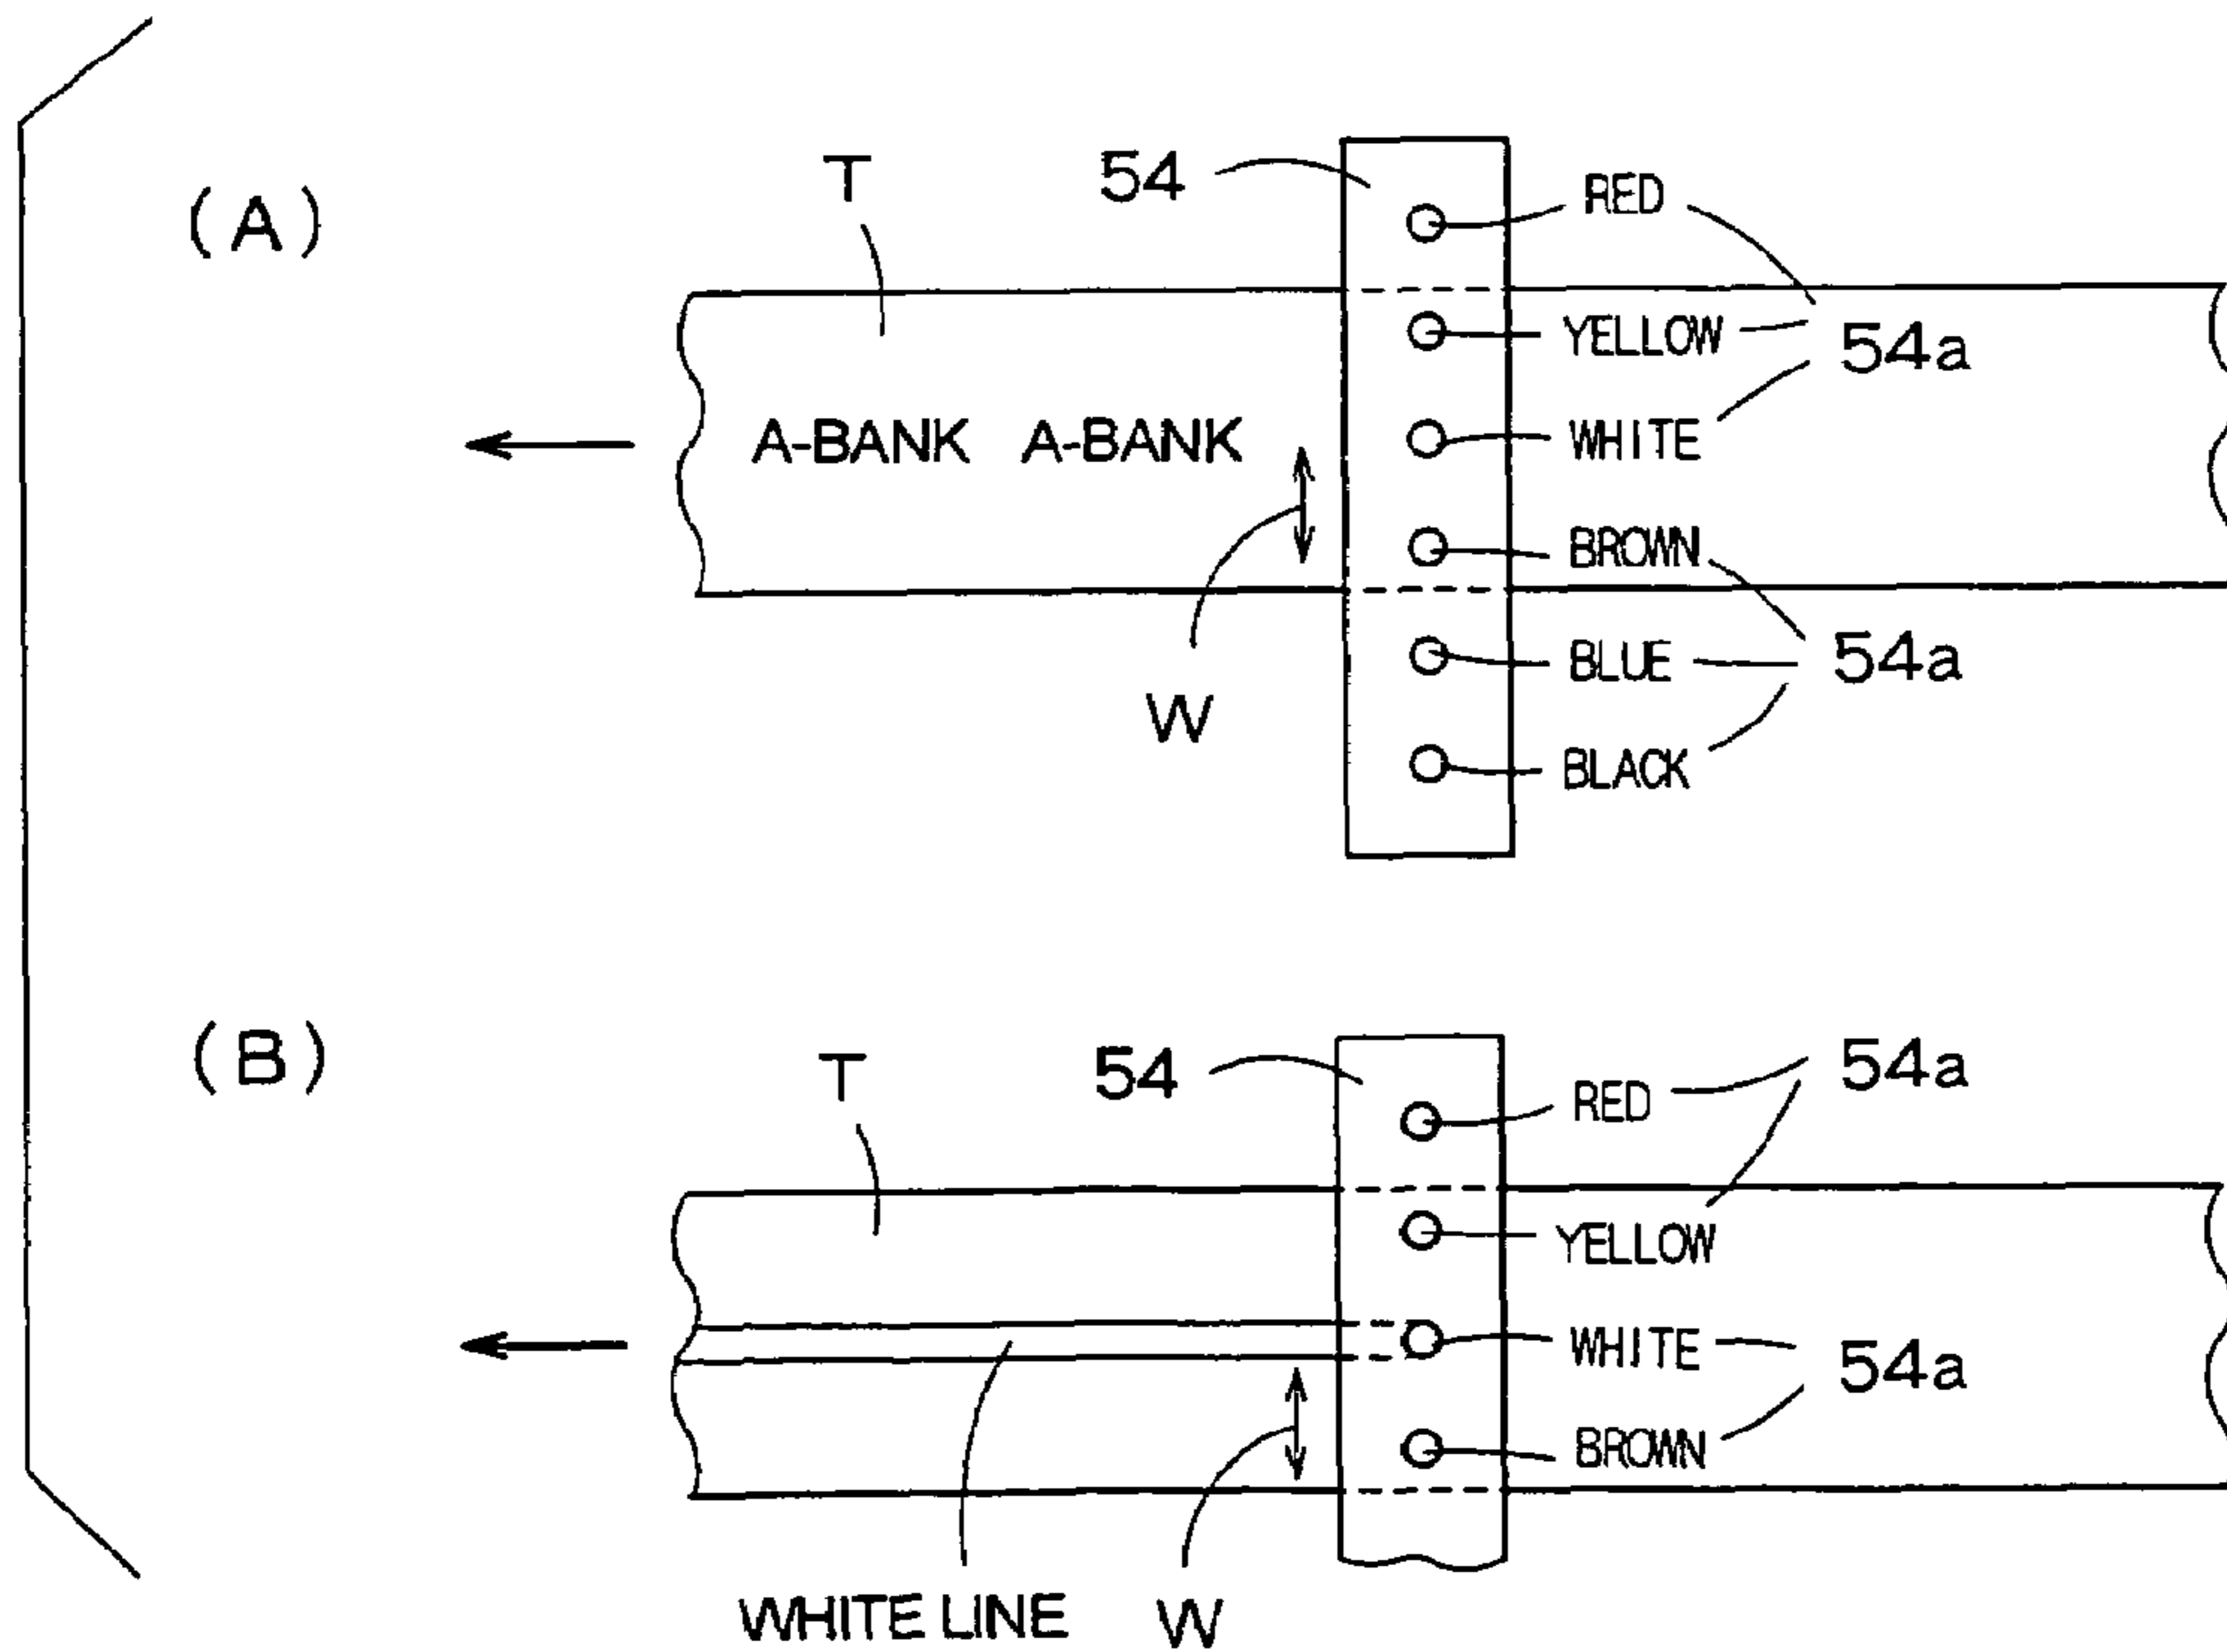 (A)
T
54
RED
YELLOW
54a
A-BANK A-BANK
WHITE
BROWN
BLUE
54a
W
BLACK
(B)
T
54
54a
RED
YELLOW
WHITE
54a
BROWN
WHITE LINE
W